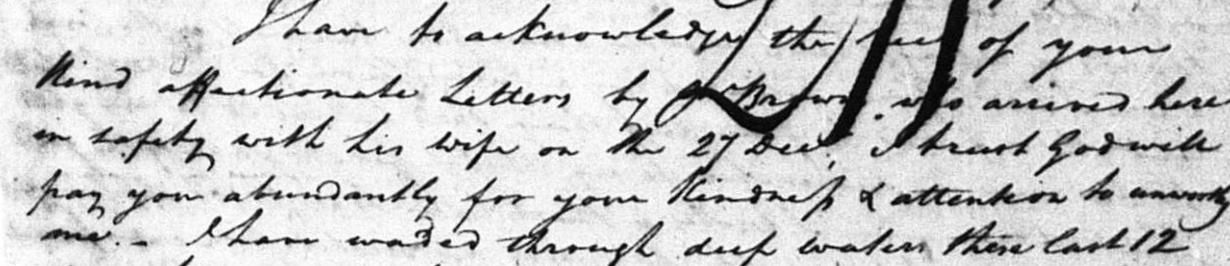 I have to acknowledge the of your
Kind affectionate Letters by Brown, who arrived here
in safety with his wife on the 27 Dec.. I trust God will
pay you abundantly for your Kindness & attention to unworthy
me. - I have waded through deep waters these last 12